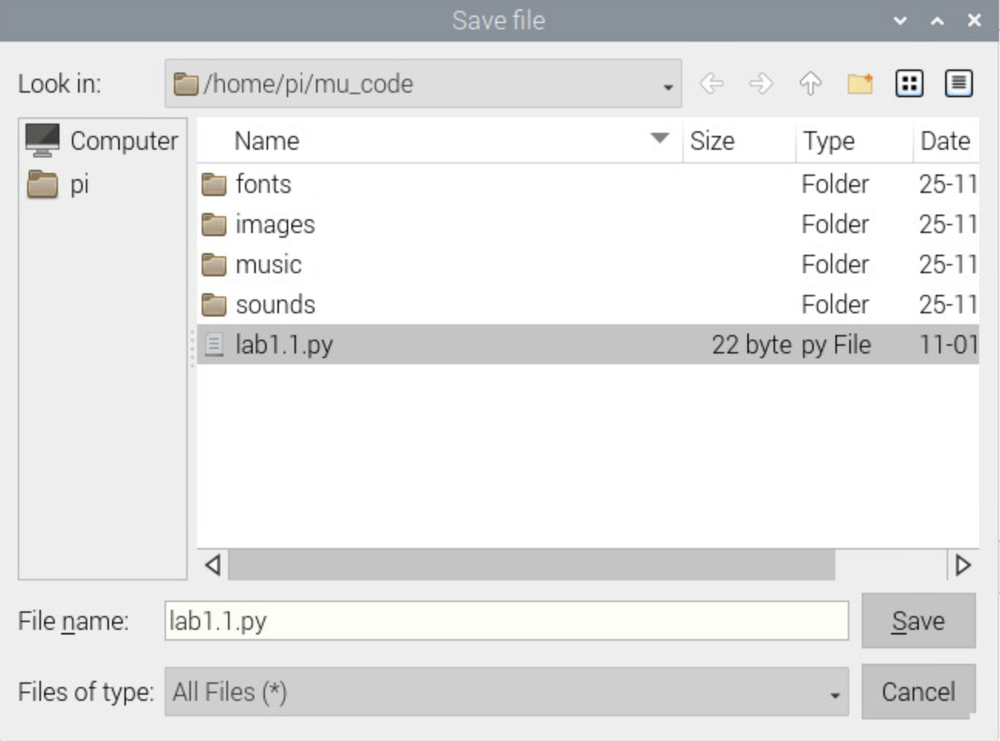 Save file
Look in: /home/pi/mu_code
Computer
pi
Name Size Type Date
fonts Folder 25-11
images Folder 25-11
music Folder 25-11
sounds Folder 25-11
lab1.1.py 22 byte py File 11-01
File name: lab1.1.py Save
Files of type: All Files (*) Cancel